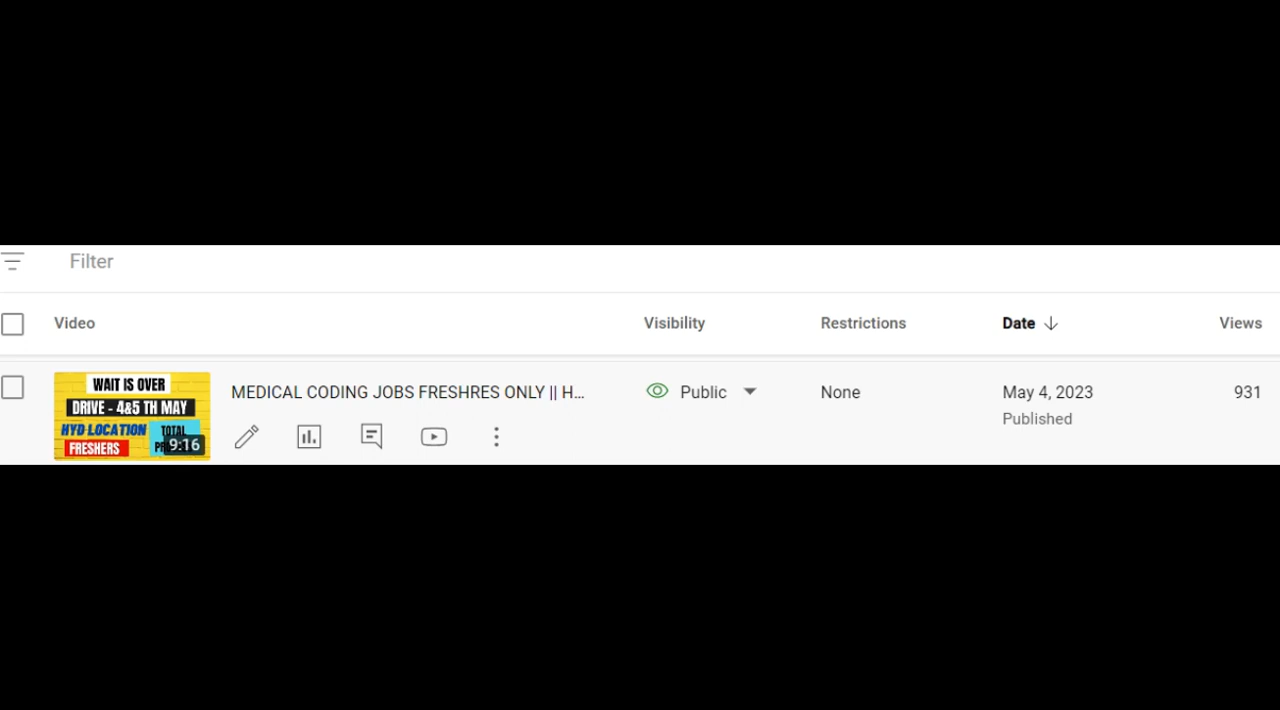 Filter
Video Visibility Restrictions Date Views
WAIT IS OVER
DRIVE - 4&5 TH MAY
HYD LOCATION
TOTAL
FRESHERS
9:16
MEDICAL CODING JOBS FRESHRES ONLY || H...
Public
None
May 4, 2023
Published
931